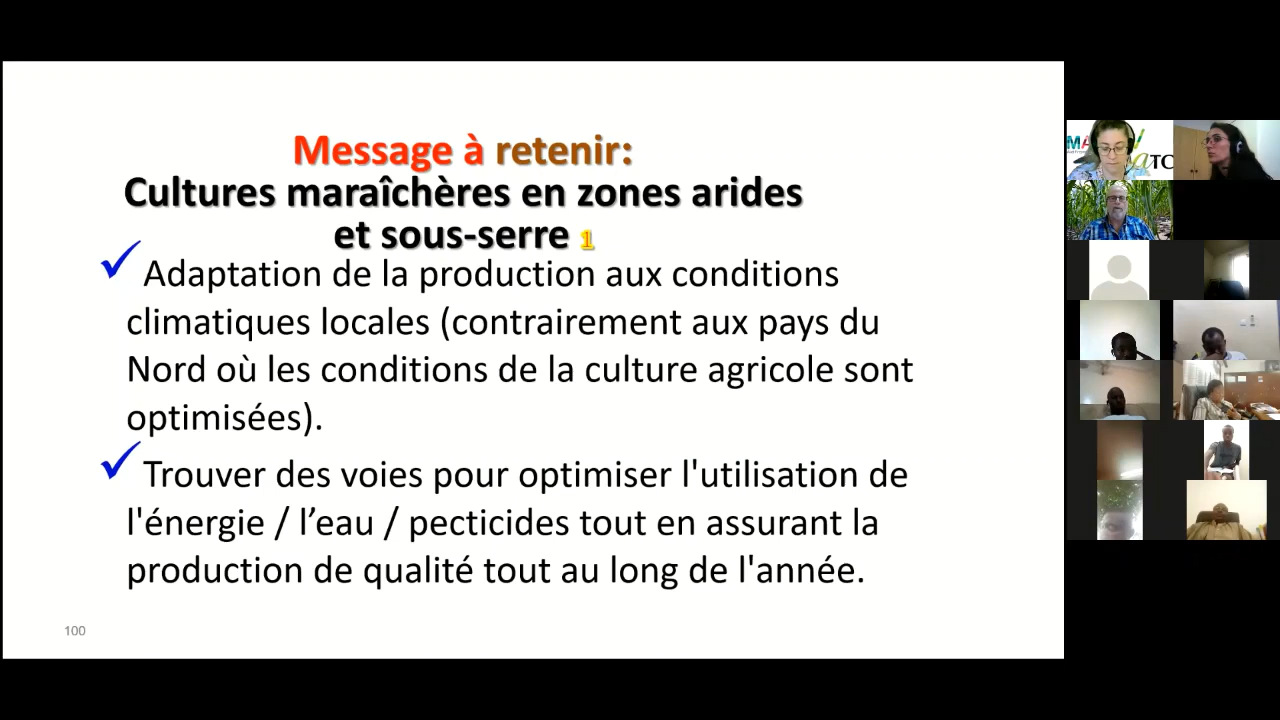 Message à retenir:
Cultures maraîchères en zones arides
et sous-serre 1
Adaptation de la production aux conditions
climatiques locales (contrairement aux pays du
Nord où les conditions de la culture agricole sont
optimisées).
Trouver des voies pour optimiser l'utilisation de
l'énergie / l’eau / pecticides tout en assurant la
production de qualité tout au long de l'année.
100